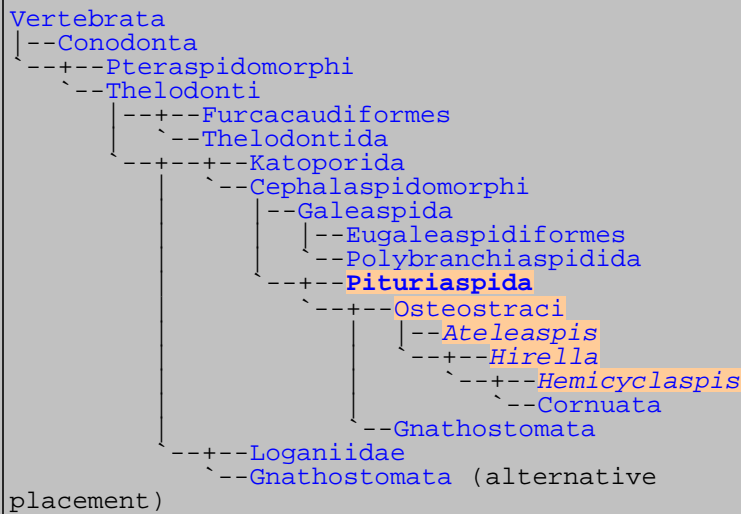 Vertebrata
|--Conodonta
`--+--Pteraspidomorphi
   `--Thelodonti
      |--+--Furcacaudiformes
      |  `--Thelodontida
      `--+--+--Katoporida
         |  `--Cephalaspidomorphi
         |     |--Galeaspida
         |     |  |--Eugaleaspidiformes
         |     |  `--Polybranchiaspidida
         |     `--+--Pituriaspida
         |        `--+--Osteostraci
         |           |  |--Ateleaspis
         |           |  `--+--Hirella
         |           |     `--+--Hemicyclaspis
         |           |        `--Cornuata
         |           `--Gnathostomata
         `--+--Loganiidae
            `--Gnathostomata (alternative
placement)